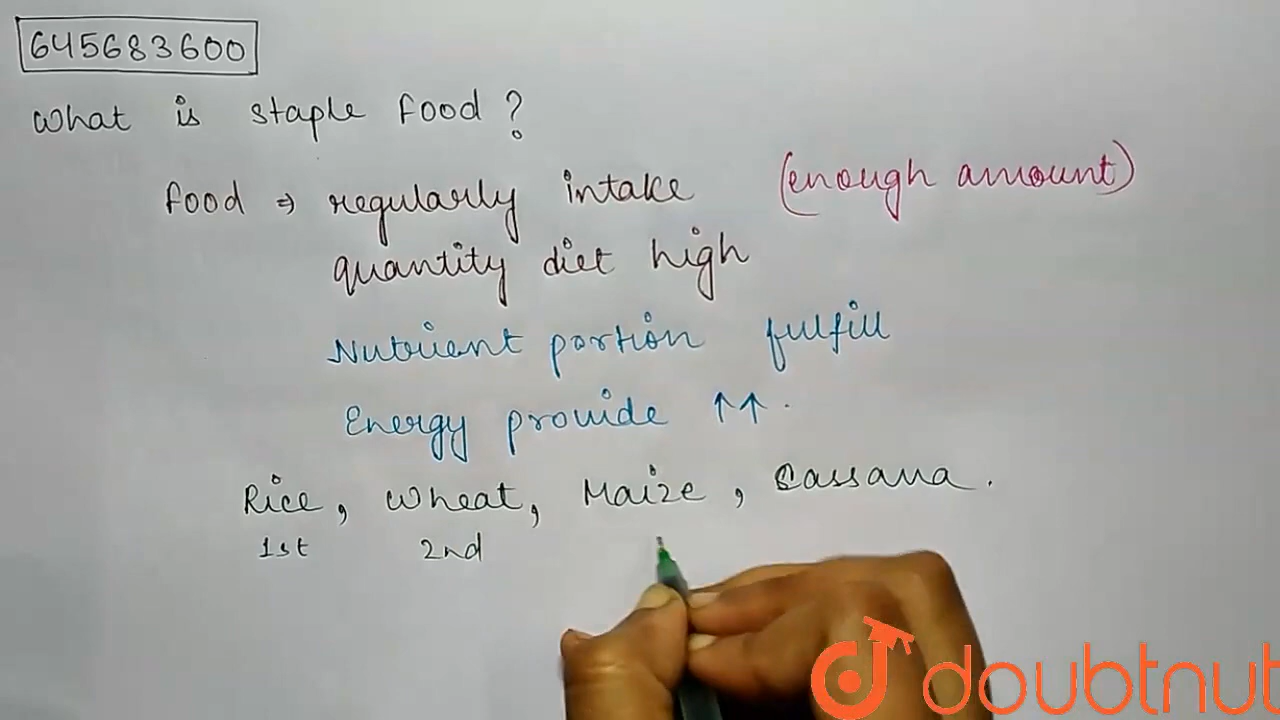 645683600
What is staple food?
food ⇒ regularly intake (enough amount)
quantity diet high
Nutrient portion fulfill
Energy provide ↑↑.
Rice, Wheat, Maize, Cassava.
1st 2nd
doubtnut